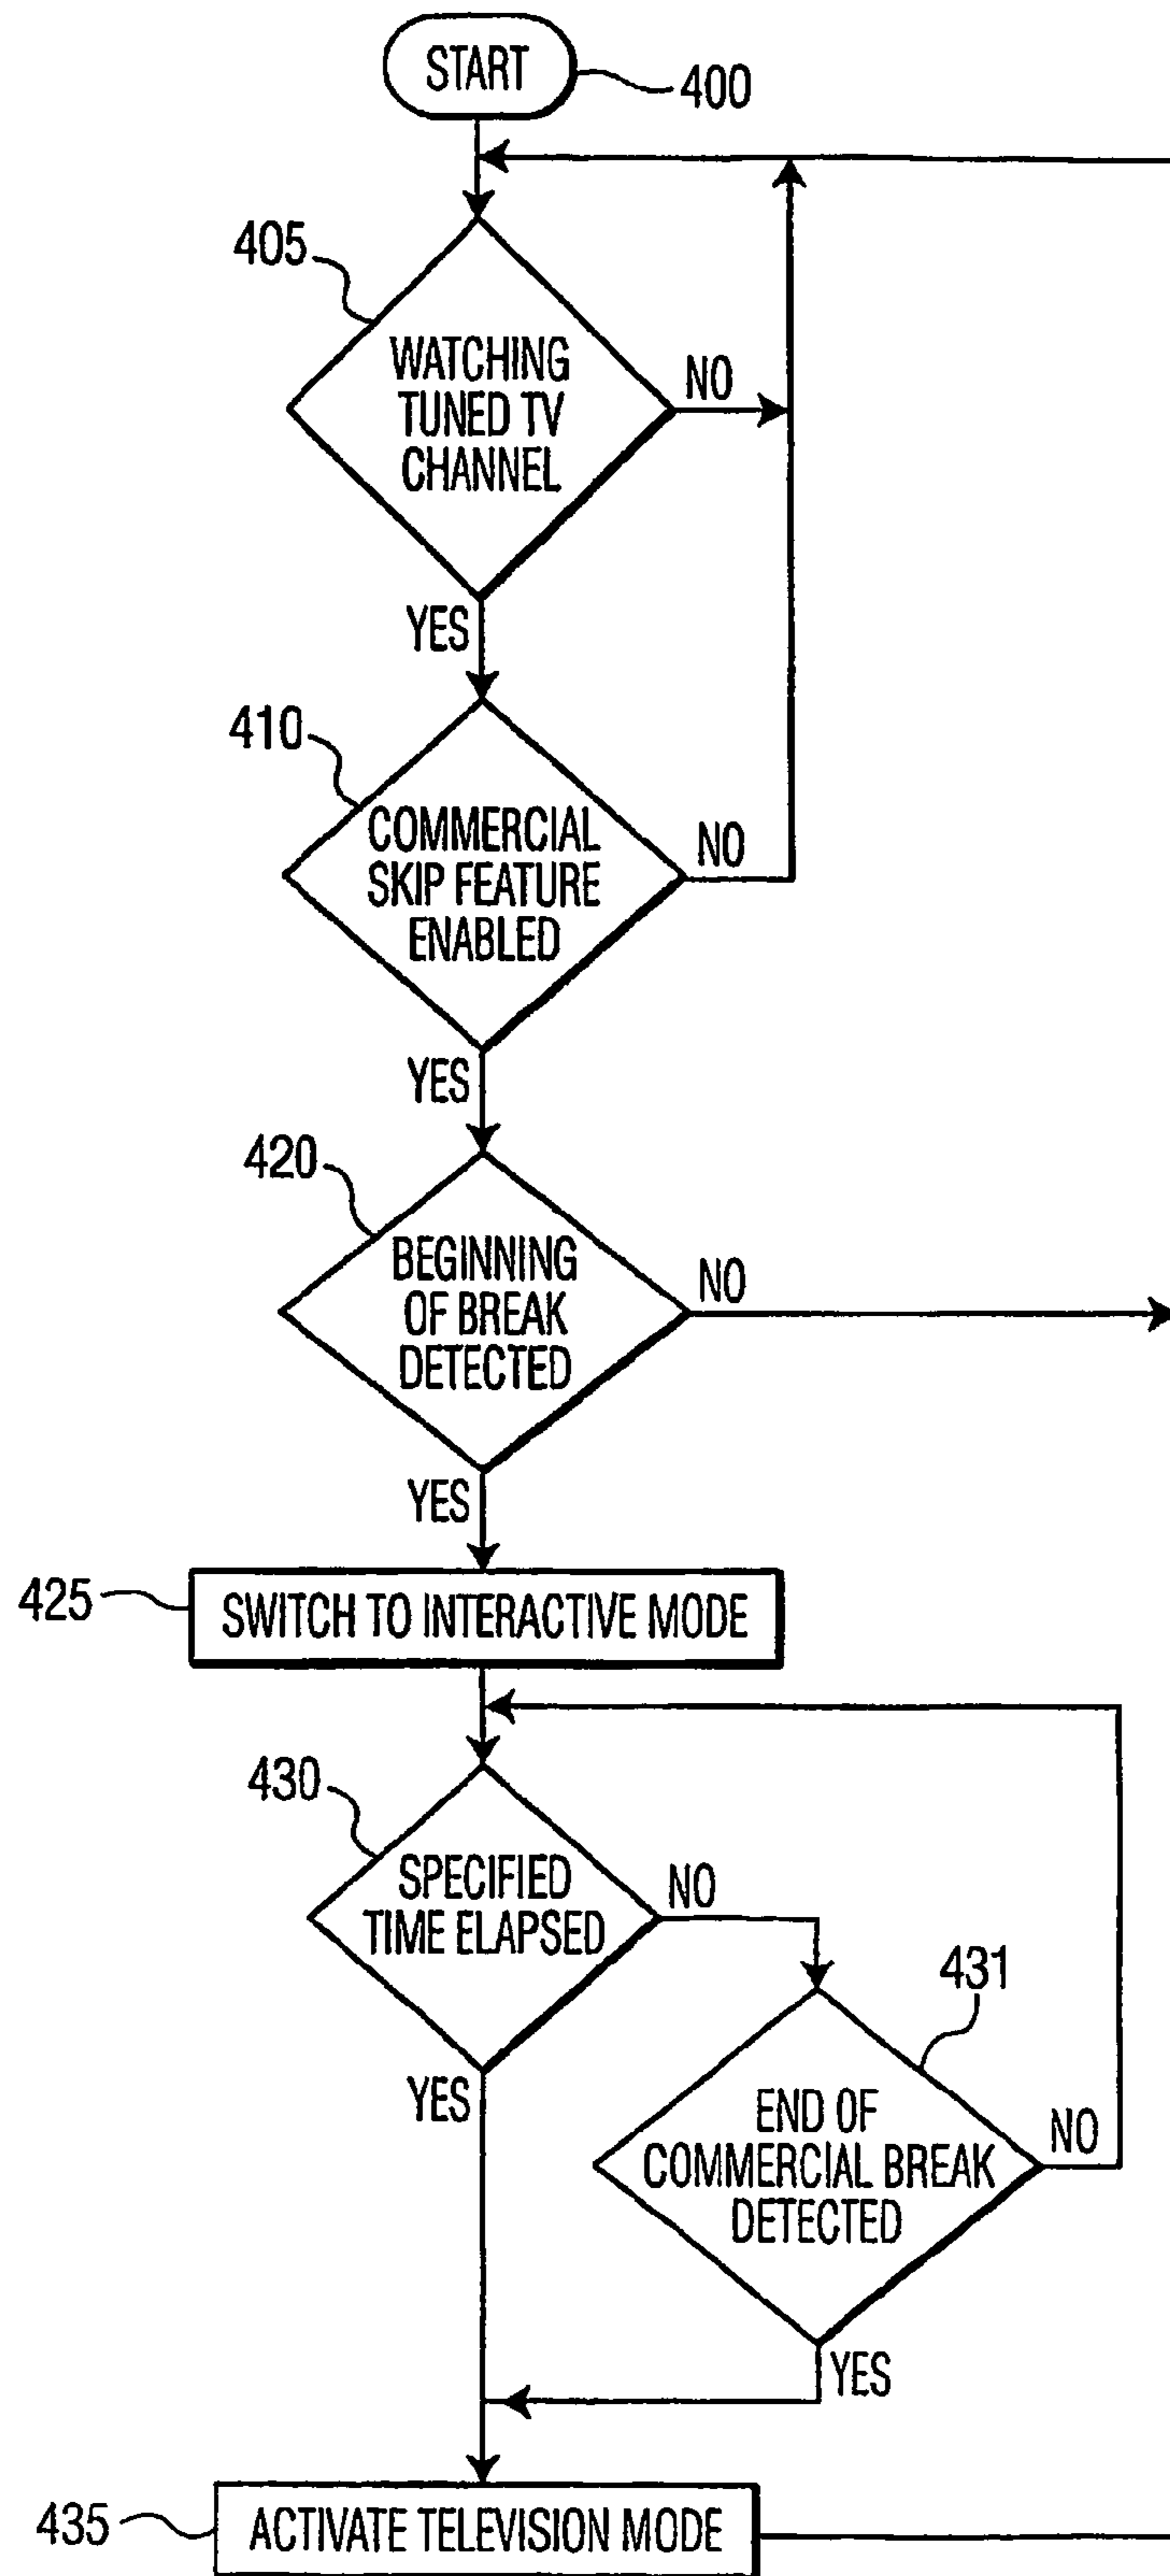 START
400
405
WATCHING
TUNED TV
CHANNEL
NO
YES
410
COMMERCIAL
SKIP FEATURE
ENABLED
NO
YES
420
BEGINNING
OF BREAK
DETECTED
NO
YES
425
SWITCH TO INTERACTIVE MODE
430
SPECIFIED
TIME ELAPSED
NO
YES
431
END OF
COMMERCIAL BREAK
DETECTED
NO
YES
435
ACTIVATE TELEVISION MODE